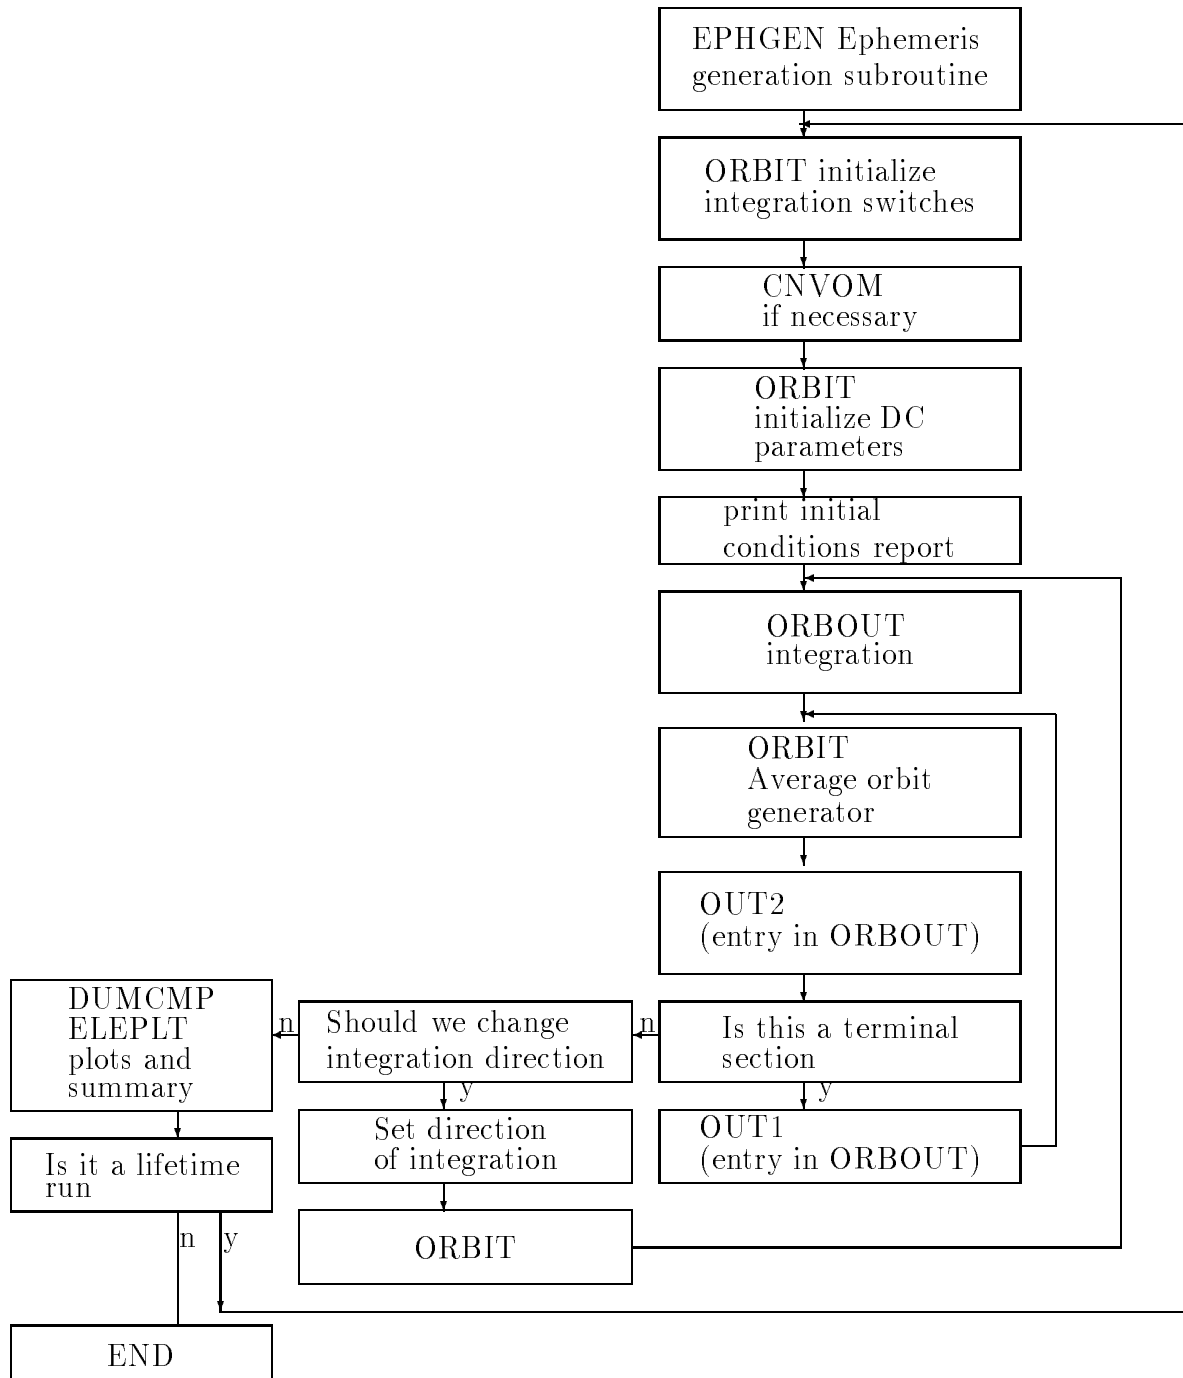 EPHGEN Ephemeris
generation subroutine
ORBIT initialize
integration switches
CNVOM
if necessary
ORBIT
initialize DC
parameters
print initial
conditions report
ORBOUT
integration
ORBIT
Average orbit
generator
OUT2
(entry in ORBOUT)
Is this a terminal
section
n
y
OUT1
(entry in ORBOUT)
Should we change
integration direction
n
y
Set direction
of integration
ORBIT
DUMCMP
ELEPLT
plots and
summary
Is it a lifetime
run
n
y
END